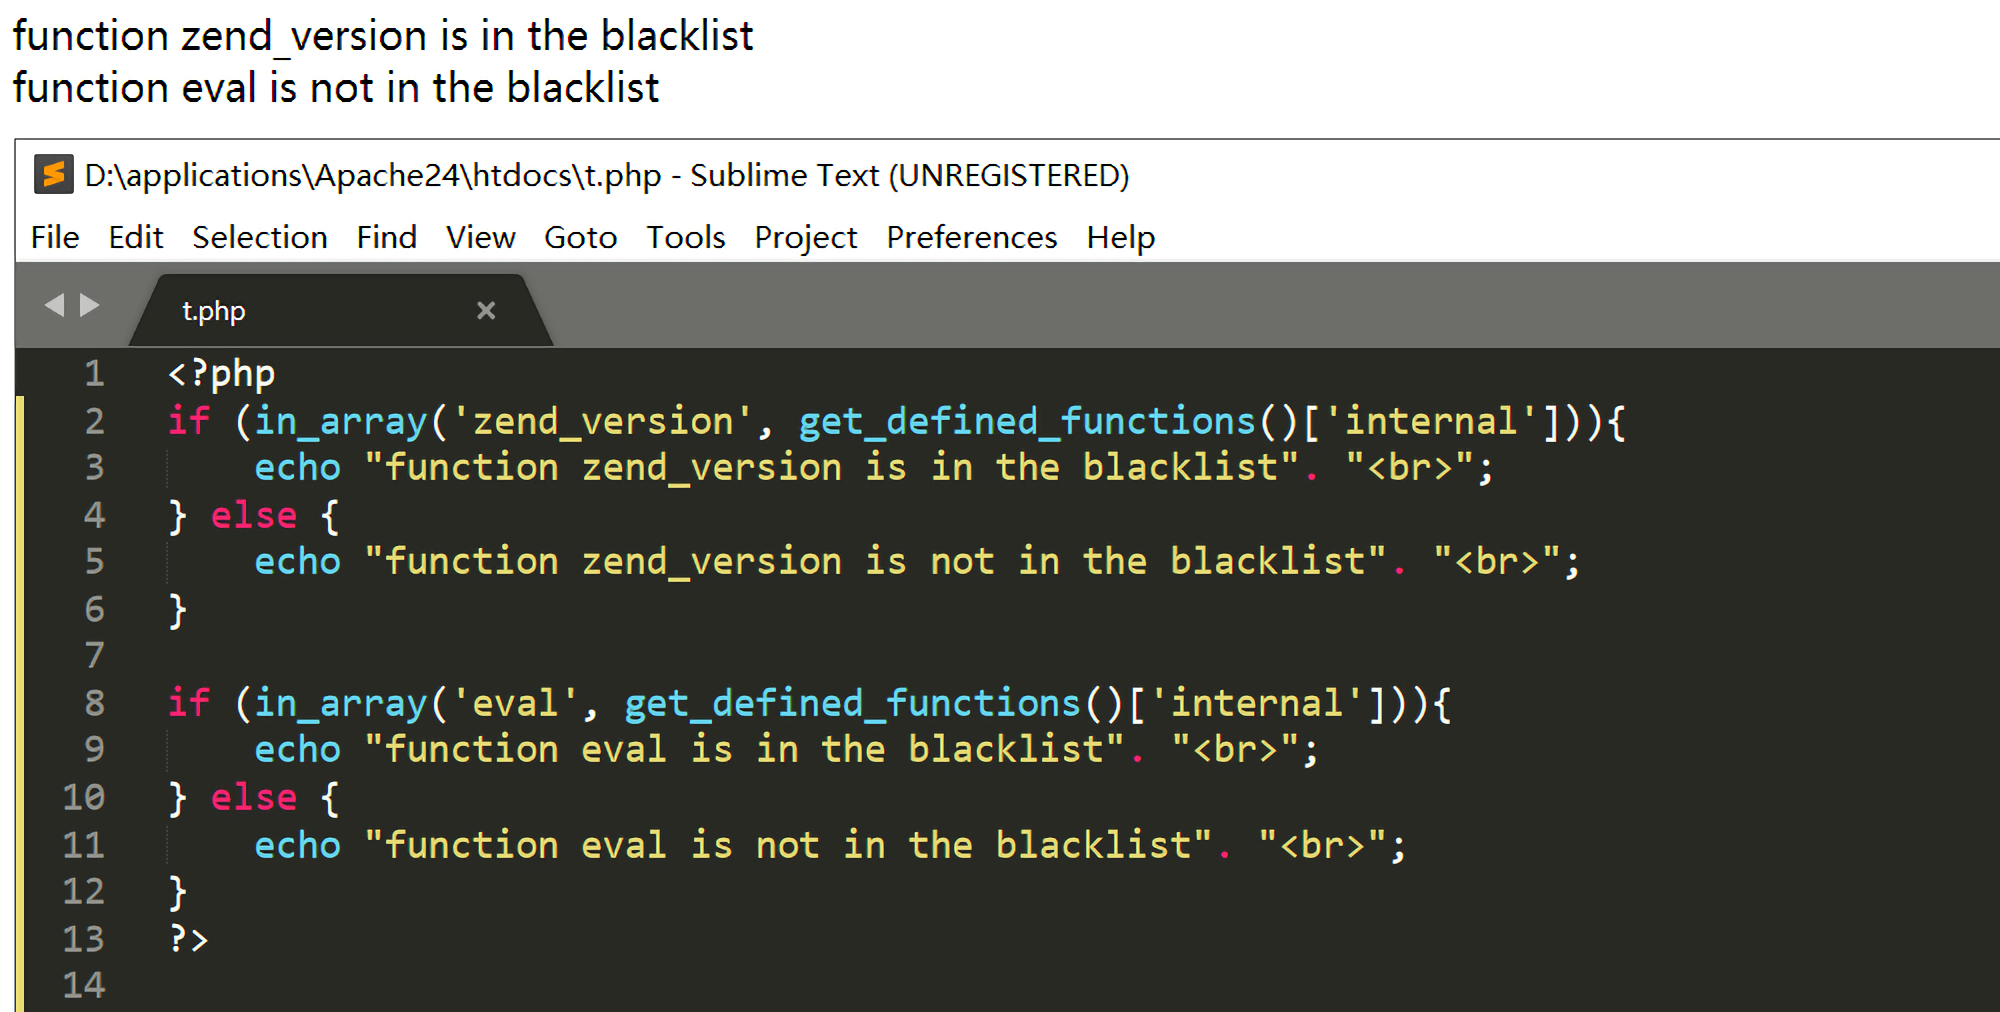 function zend_version is in the blacklist
function eval is not in the blacklist
D:\applications\Apache24\htdocs\t.php - Sublime Text (UNREGISTERED)
File Edit Selection Find View Goto Tools Project Preferences Help
t.php ×
1 <?php
2 if (in_array('zend_version', get_defined_functions()['internal'])){
3     echo "function zend_version is in the blacklist". "<br>";
4 } else {
5     echo "function zend_version is not in the blacklist". "<br>";
6 }
7
8 if (in_array('eval', get_defined_functions()['internal'])){
9     echo "function eval is in the blacklist". "<br>";
10 } else {
11     echo "function eval is not in the blacklist". "<br>";
12 }
13 ?>
14